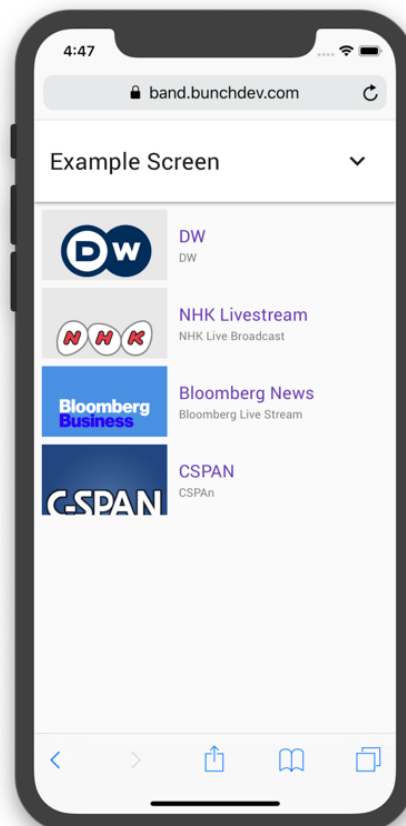 4:47
band.bunchdev.com
Example Screen
DW
DW
DW
NHK
NHK Livestream
NHK Live Broadcast
Bloomberg
Business
Bloomberg News
Bloomberg Live Stream
C-SPAN
CSPAN
CSPAn